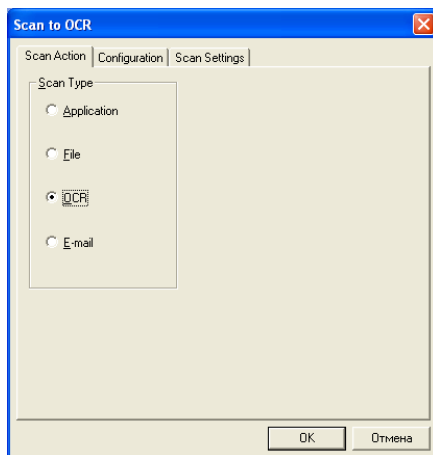 Scan to OCR
Scan Action Configuration Scan Settings
Scan Type
Application
File
OCR
E-mail
OK Отмена